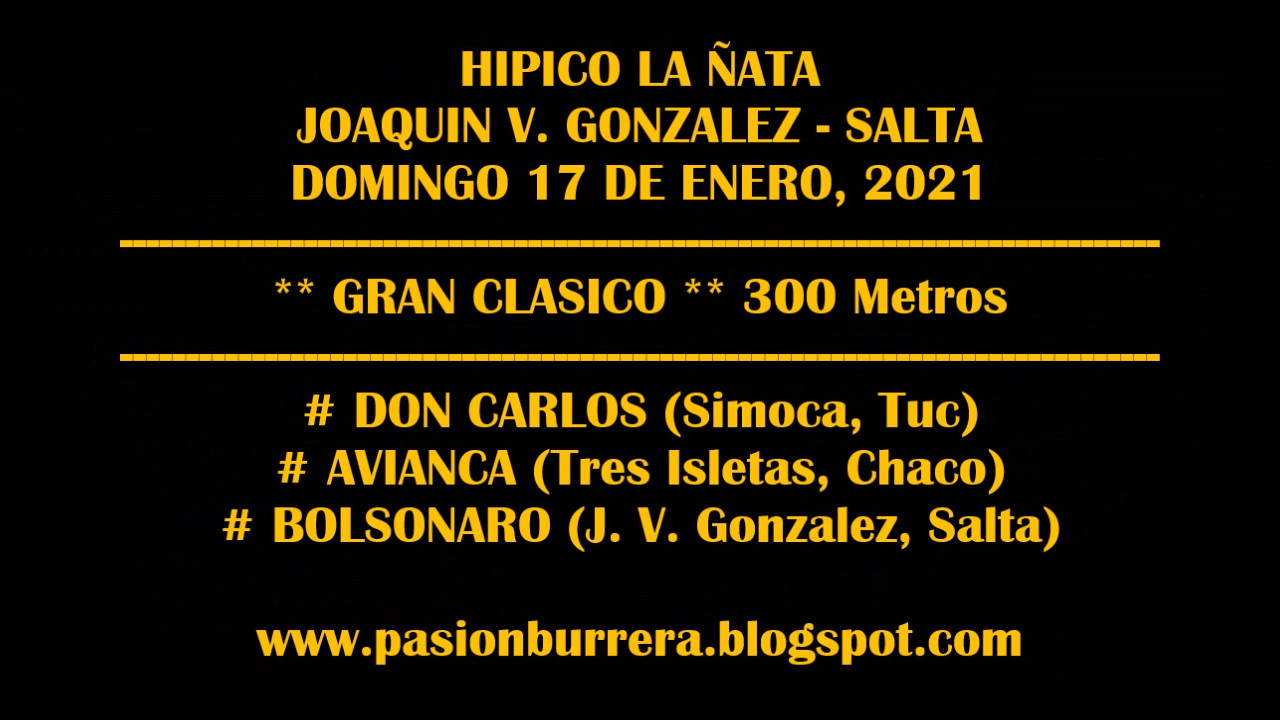 HIPICO LA ÑATA
JOAQUIN V. GONZALEZ - SALTA
DOMINGO 17 DE ENERO, 2021
--------------------------------------------------------------------------------
** GRAN CLASICO ** 300 Metros
--------------------------------------------------------------------------------
# DON CARLOS (Simoca, Tuc)
# AVIANCA (Tres Isletas, Chaco)
# BOLSONARO (J. V. Gonzalez, Salta)
www.pasionburrera.blogspot.com